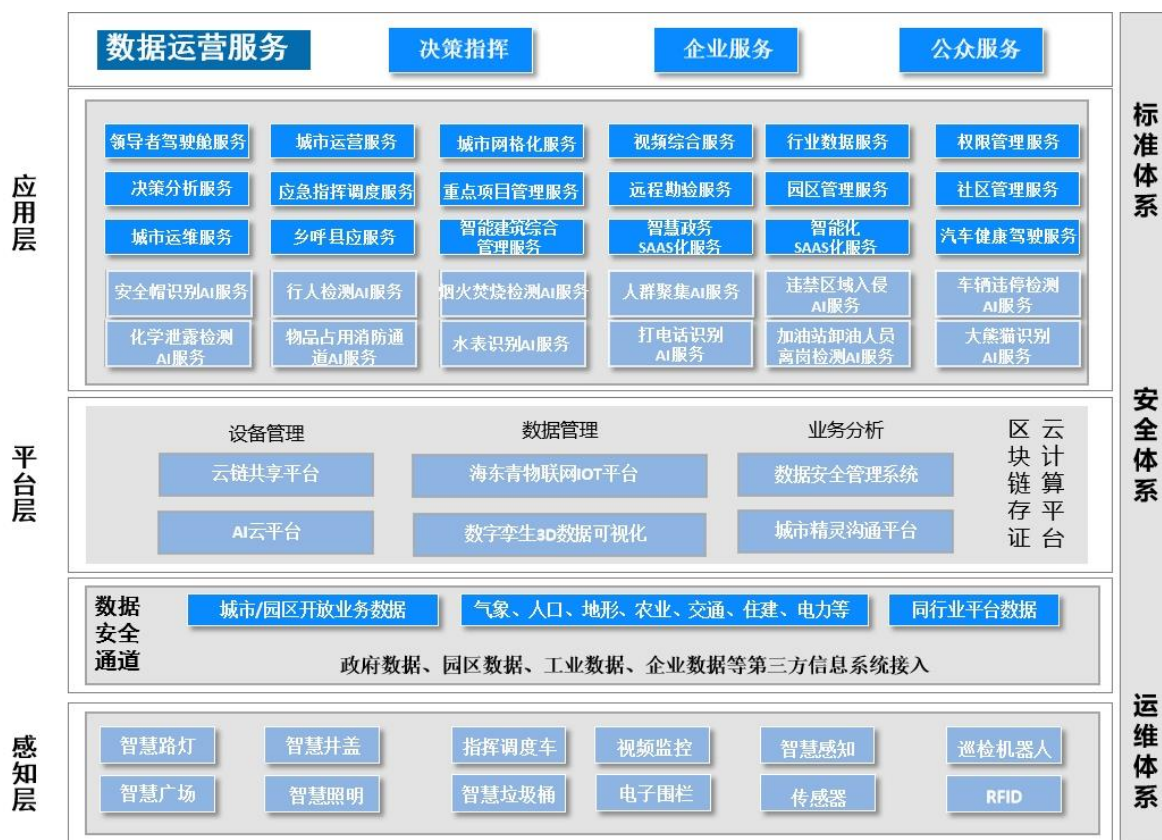 数据运营服务
决策指挥
企业服务
公众服务
应用层
领导者驾驶舱服务
城市运营服务
城市网格化服务
视频综合服务
行业数据服务
权限管理服务
决策分析服务
应急指挥调度服务
重点项目管理服务
远程勘验服务
园区管理服务
社区管理服务
城市运维服务
乡呼县应服务
智能建筑综合
管理服务
智慧政务
SAAS化服务
智能化
SAAS化服务
汽车健康驾驶服务
安全帽识别AI服务
行人检测AI服务
烟火焚烧检测AI服务
人群聚集AI服务
违禁区域入侵
AI服务
车辆违停检测
AI服务
化学泄露检测
AI服务
物品占用消防通
道AI服务
水表识别AI服务
打电话识别
AI服务
加油站卸油人员
离岗检测AI服务
大熊猫识别
AI服务
平台层
设备管理
数据管理
业务分析
云链共享平台
海东青物联网IOT平台
数据安全管理系统
AI云平台
数字孪生3D数据可视化
城市精灵沟通平台
区块链存证
云计算平台
数据
安全
通道
城市/园区开放业务数据
气象、人口、地形、农业、交通、住建、电力等
同行业平台数据
政府数据、园区数据、工业数据、企业数据等第三方信息系统接入
感知层
智慧路灯
智慧井盖
指挥调度车
视频监控
智慧感知
巡检机器人
智慧广场
智慧照明
智慧垃圾桶
电子围栏
传感器
RFID
标准体系
安全体系
运维体系